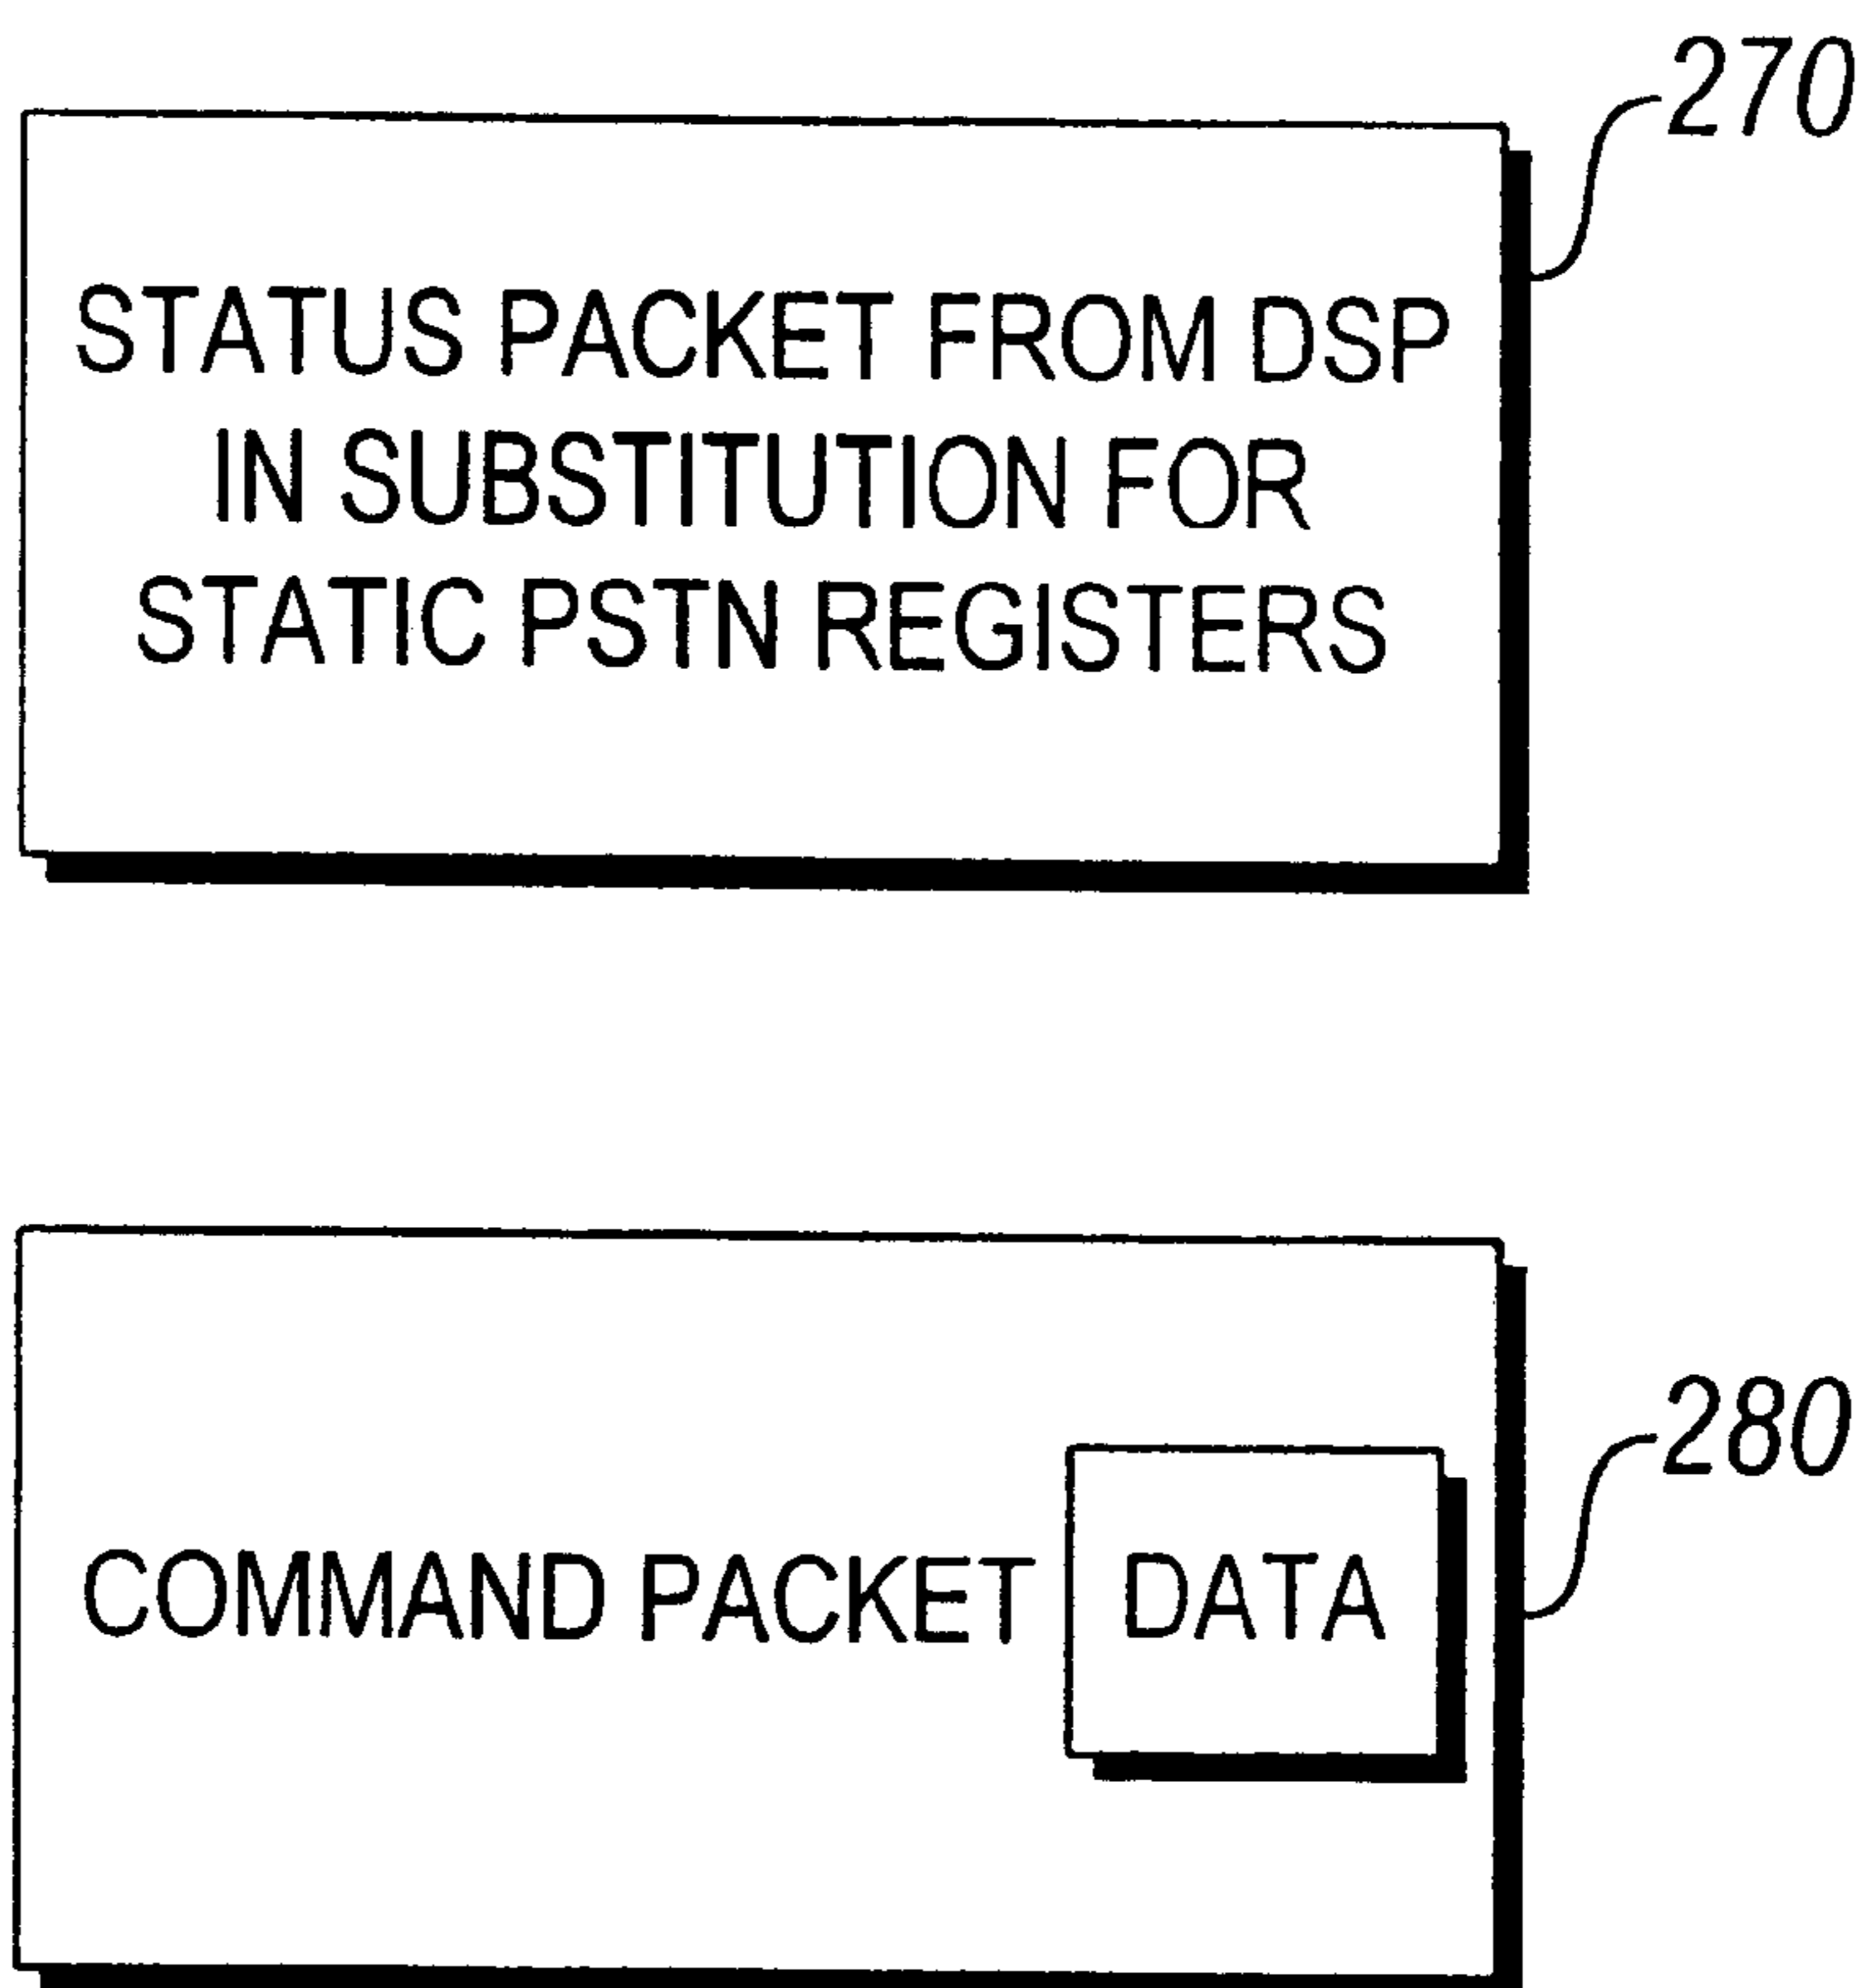 270
STATUS PACKET FROM DSP
IN SUBSTITUTION FOR
STATIC PSTN REGISTERS
280
COMMAND PACKET DATA